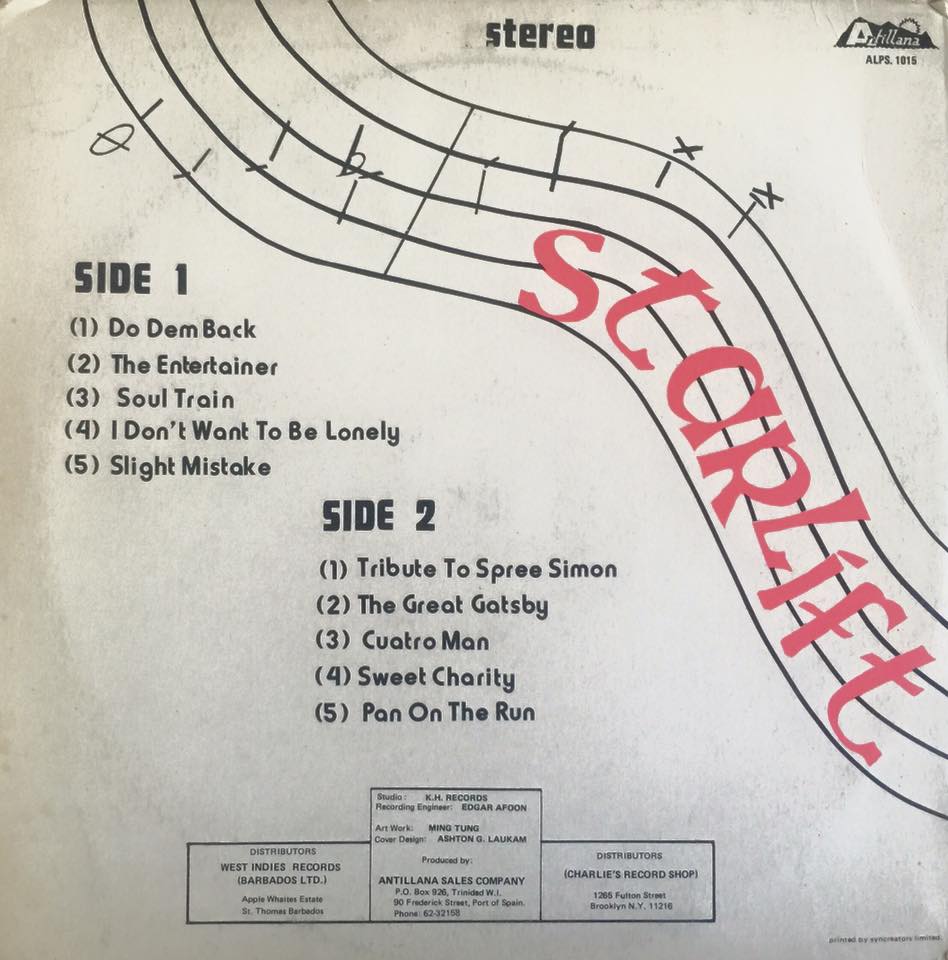 stereo
Antillana
ALPS. 1015
Starlift
SIDE 1
(1) Do Dem Back
(2) The Entertainer
(3) Soul Train
(4) I Don't Want To Be Lonely
(5) Slight Mistake
SIDE 2
(1) Tribute To Spree Simon
(2) The Great Gatsby
(3) Cuatro Man
(4) Sweet Charity
(5) Pan On The Run
Studio: K.H. RECORDS
Recording Engineer: EDGAR AFOON
Art Work: MING TUNG
Cover Design: ASHTON G. LAUKAM
Produced by:
ANTILLANA SALES COMPANY
P.O. Box 926, Trinidad W.I.
90 Frederick Street, Port of Spain.
Phone: 62-32158
DISTRIBUTORS
WEST INDIES RECORDS
(BARBADOS LTD.)
Apple Whaites Estate
St. Thomas Barbados
DISTRIBUTORS
(CHARLIE'S RECORD SHOP)
1265 Fulton Street
Brooklyn N.Y. 11216
printed by syncreators limited.